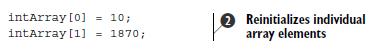 intArray[0] = 10;
intArray[1] = 1870;
2 Reinitializes individual
array elements